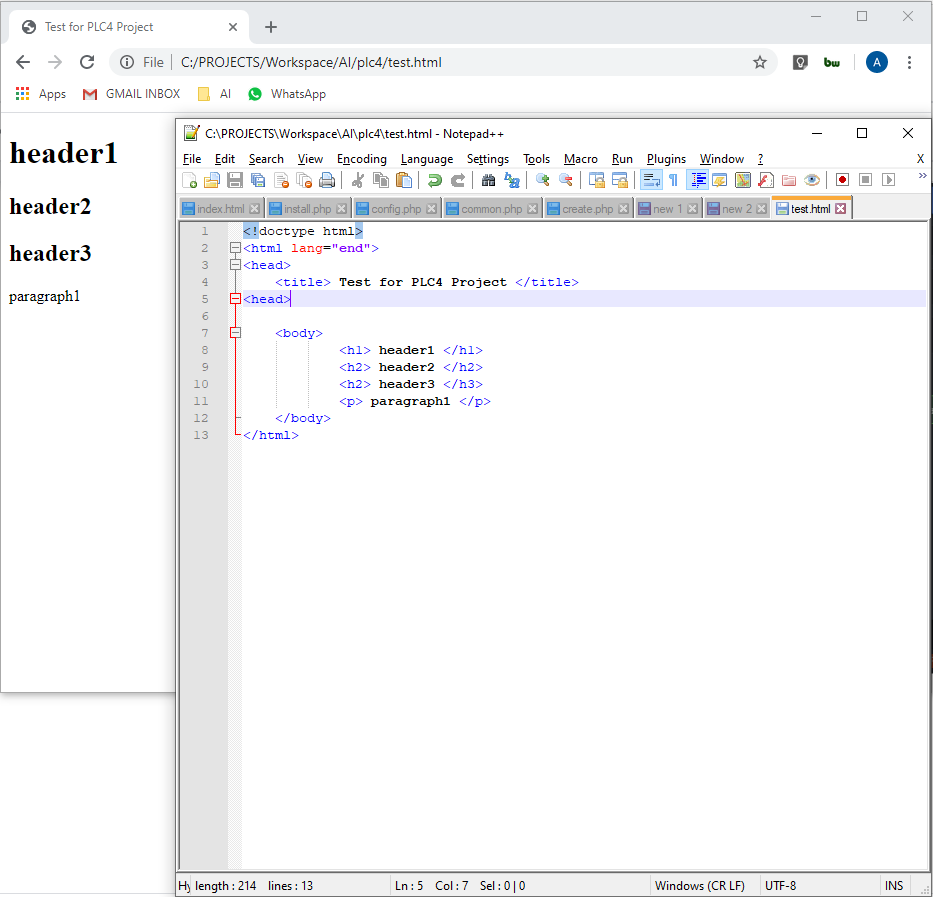 Test for PLC4 Project
File C:/PROJECTS/Workspace/AI/plc4/test.html bw A
Apps GMAIL INBOX AI WhatsApp
header1
header2
header3
paragraph1
C:\PROJECTS\Workspace\AI\plc4\test.html - Notepad++
File Edit Search View Encoding Language Settings Tools Macro Run Plugins Window ? X
index.html install.php config.php common.php create.php new 1 new 2 test.html
1 <!doctype html>
2 <html lang="end">
3 <head>
4 <title> Test for PLC4 Project </title>
5 <head>
6
7 <body>
8 <h1> header1 </h1>
9 <h2> header2 </h2>
10 <h2> header3 </h3>
11 <p> paragraph1 </p>
12 </body>
13 </html>
Hy length : 214 lines : 13 Ln : 5 Col : 7 Sel : 0 | 0 Windows (CR LF) UTF-8 INS